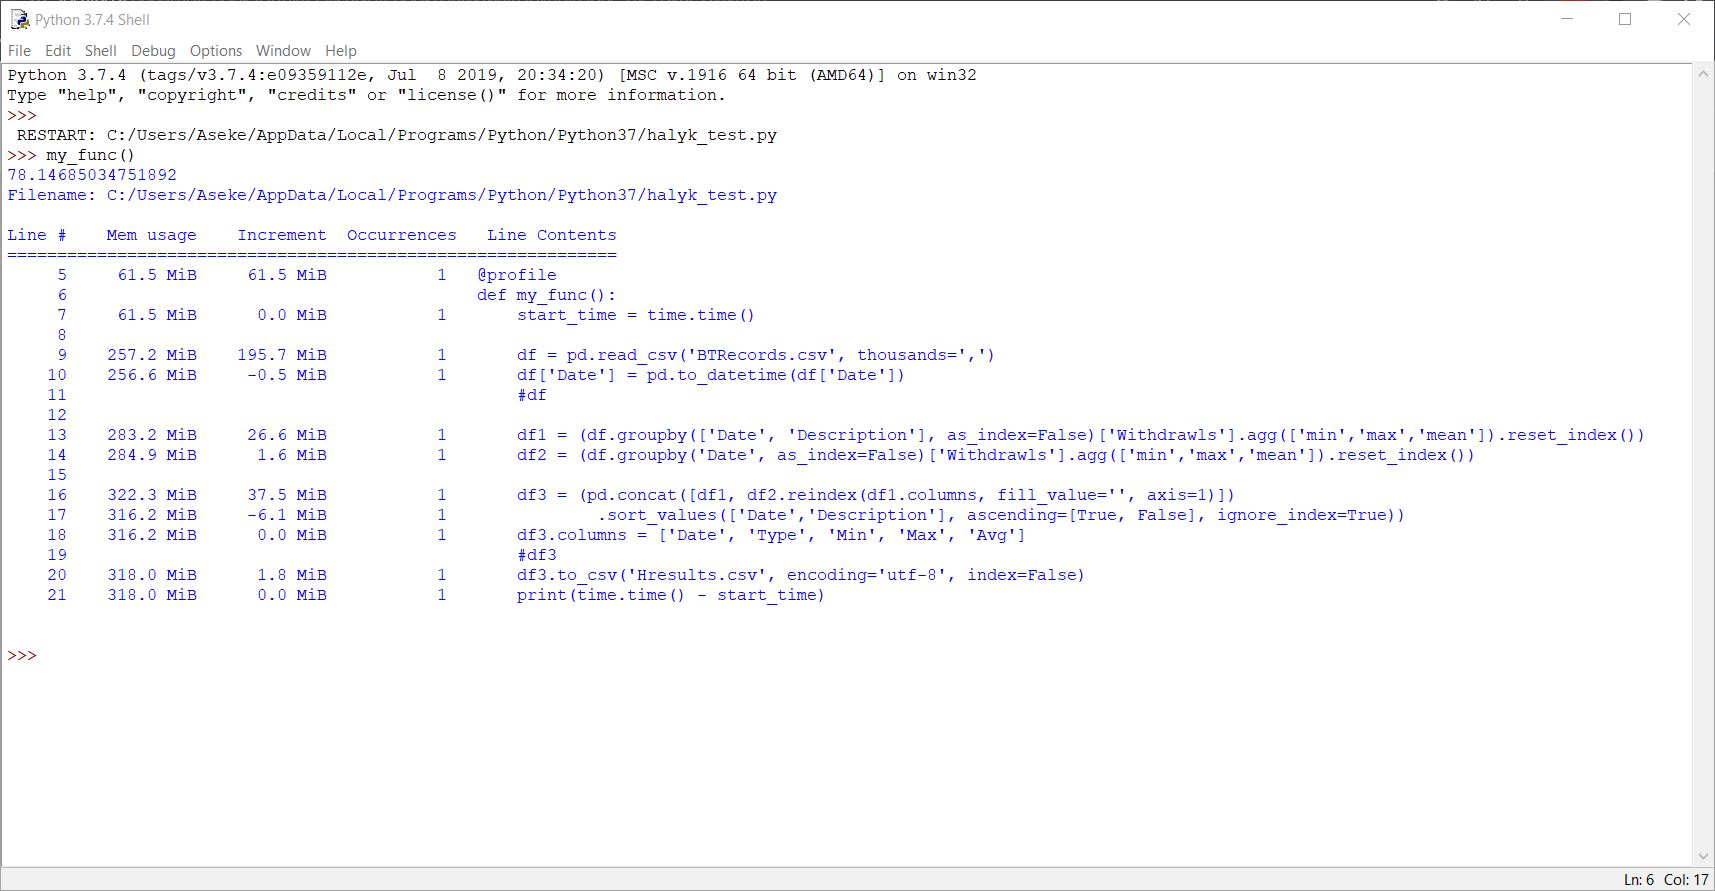 Python 3.7.4 Shell
File Edit Shell Debug Options Window Help
Python 3.7.4 (tags/v3.7.4:e09359112e, Jul  8 2019, 20:34:20) [MSC v.1916 64 bit (AMD64)] on win32
Type "help", "copyright", "credits" or "license()" for more information.
>>>
 RESTART: C:/Users/Aseke/AppData/Local/Programs/Python/Python37/halyk_test.py
>>> my_func()
78.14685034751892
Filename: C:/Users/Aseke/AppData/Local/Programs/Python/Python37/halyk_test.py
Line #    Mem usage    Increment  Occurrences   Line Contents
=============================================================
     5     61.5 MiB     61.5 MiB           1   @profile
     6                                         def my_func():
     7     61.5 MiB      0.0 MiB           1       start_time = time.time()
     8
     9    257.2 MiB    195.7 MiB           1       df = pd.read_csv('BTRecords.csv', thousands=',')
    10    256.6 MiB     -0.5 MiB           1       df['Date'] = pd.to_datetime(df['Date'])
    11                                             #df
    12
    13    283.2 MiB     26.6 MiB           1       df1 = (df.groupby(['Date', 'Description'], as_index=False)['Withdrawls'].agg(['min','max','mean']).reset_index())
    14    284.9 MiB      1.6 MiB           1       df2 = (df.groupby('Date', as_index=False)['Withdrawls'].agg(['min','max','mean']).reset_index())
    15
    16    322.3 MiB     37.5 MiB           1       df3 = (pd.concat([df1, df2.reindex(df1.columns, fill_value='', axis=1)])
    17    316.2 MiB     -6.1 MiB           1               .sort_values(['Date','Description'], ascending=[True, False], ignore_index=True))
    18    316.2 MiB      0.0 MiB           1       df3.columns = ['Date', 'Type', 'Min', 'Max', 'Avg']
    19                                             #df3
    20    318.0 MiB      1.8 MiB           1       df3.to_csv('Hresults.csv', encoding='utf-8', index=False)
    21    318.0 MiB      0.0 MiB           1       print(time.time() - start_time)
>>>
Ln: 6 Col: 17